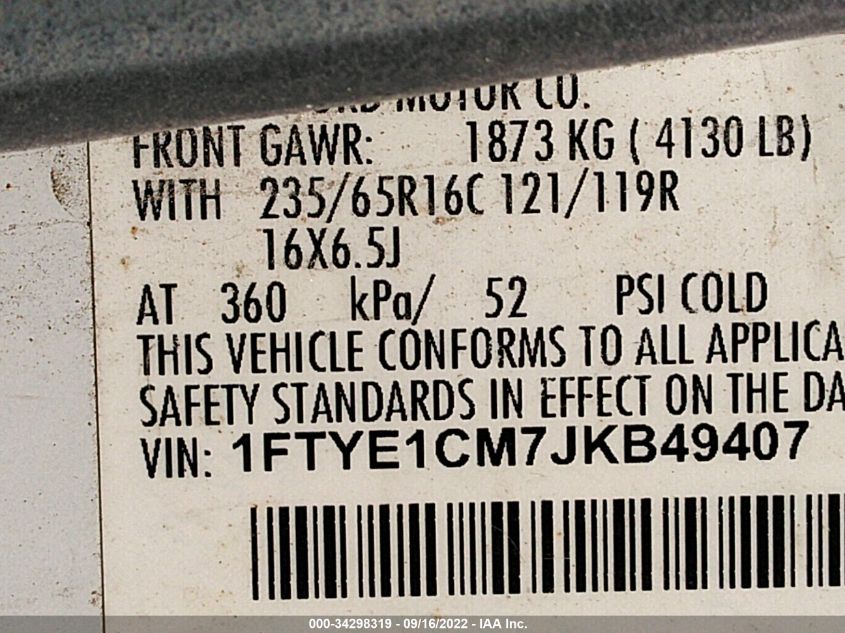 MOTOR CO.
FRONT GAWR: 1873 KG ( 4130 LB)
WITH 235/65R16C 121/119R
16X6.5J
AT 360 kPa/ 52 PSI COLD
THIS VEHICLE CONFORMS TO ALL APPLICA
SAFETY STANDARDS IN EFFECT ON THE DA
VIN: 1FTYE1CM7JKB49407
000-34298319 - 09/16/2022 - IAA Inc.